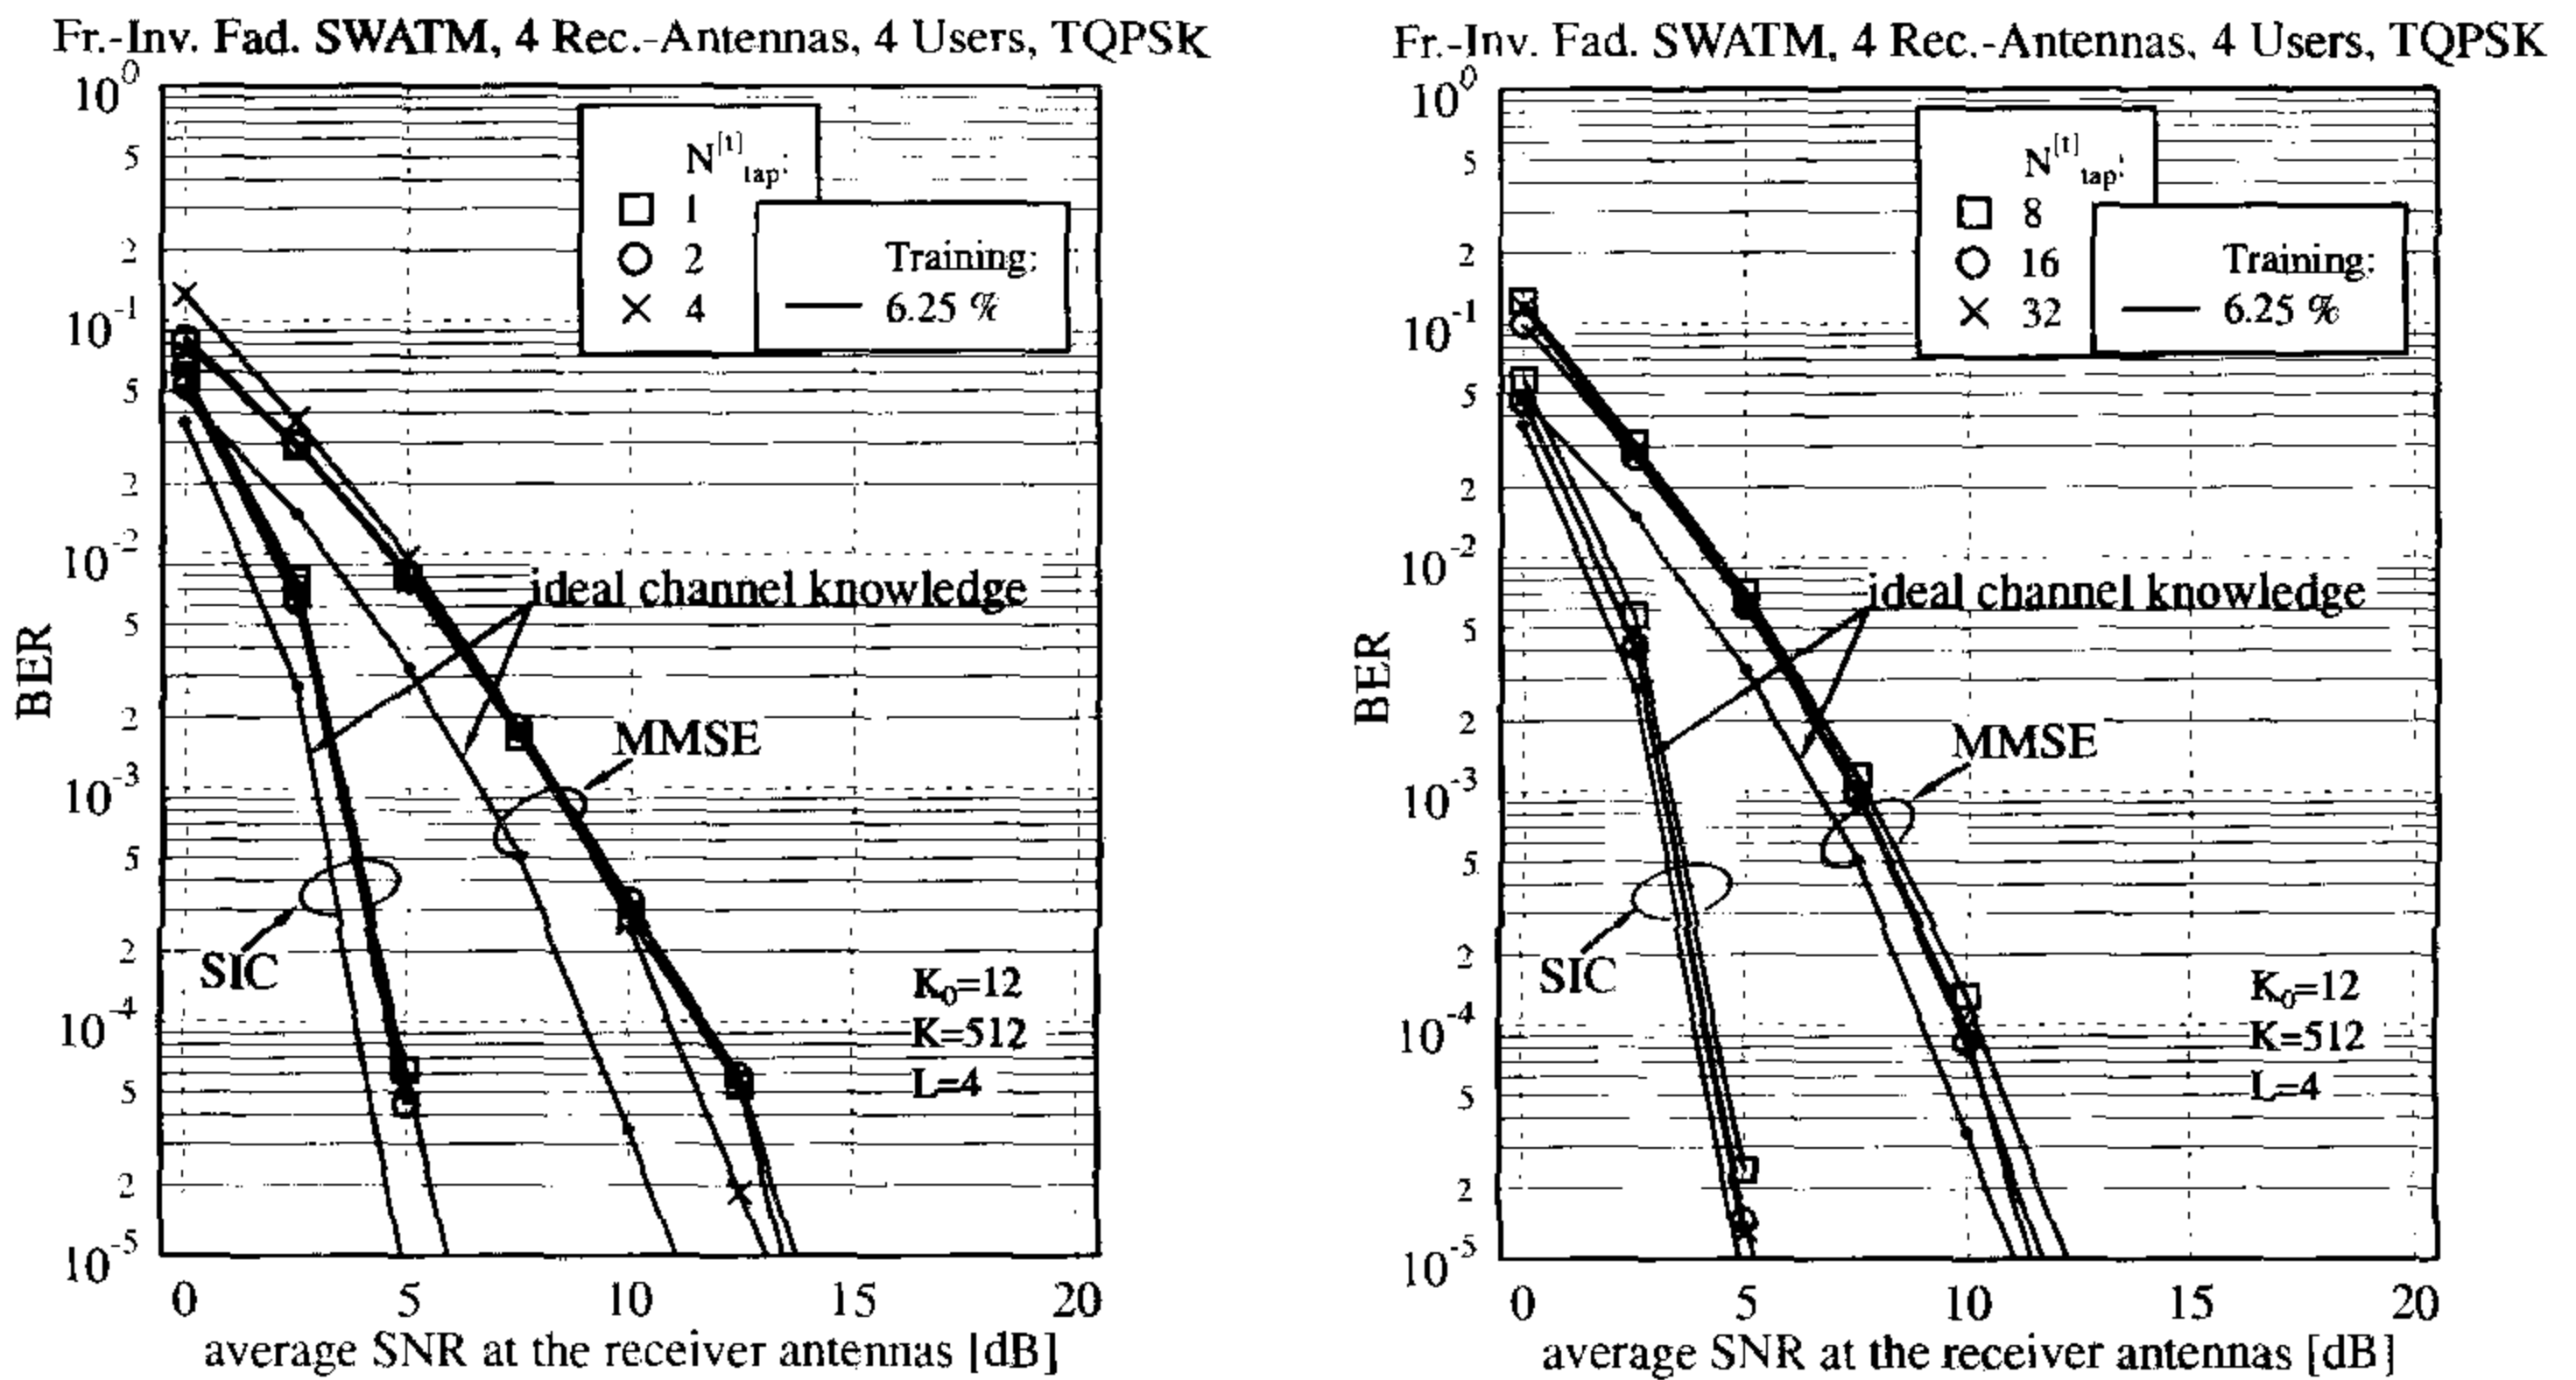 Fr.-Inv. Fad. SWATM, 4 Rec.-Antennas, 4 Users, TQPSK
10^0
5
2
10^-1
5
2
10^-2
5
2
10^-3
5
2
10^-4
5
2
10^-5
BER
N^[t]_tap:
1
2
4
Training:
6.25 %
ideal channel knowledge
MMSE
SIC
K_0=12
K=512
L=4
0 5 10 15 20
average SNR at the receiver antennas [dB]
Fr.-Inv. Fad. SWATM, 4 Rec.-Antennas, 4 Users, TQPSK
10^0
5
2
10^-1
5
2
10^-2
5
2
10^-3
5
2
10^-4
5
2
10^-5
BER
N^[t]_tap:
8
16
32
Training:
6.25 %
ideal channel knowledge
MMSE
SIC
K_0=12
K=512
L=4
0 5 10 15 20
average SNR at the receiver antennas [dB]